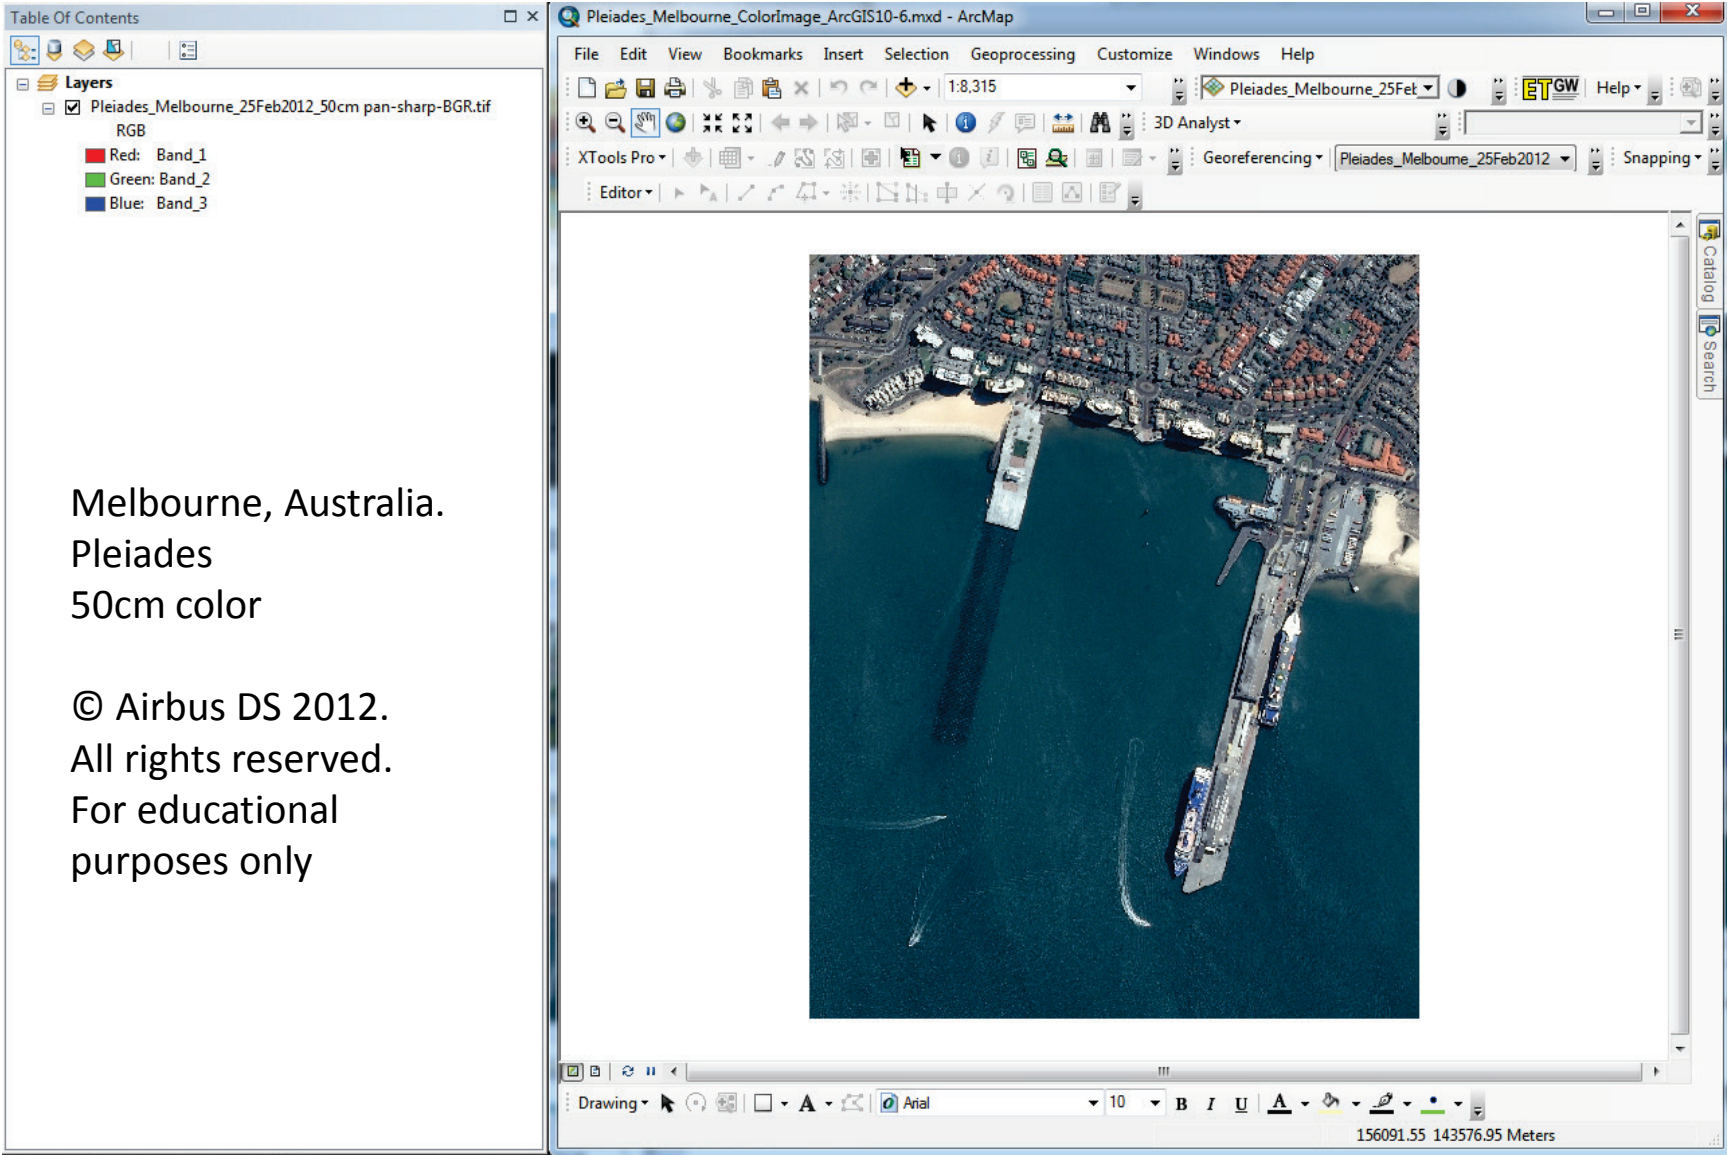 Table Of Contents
Layers
Pleiades_Melbourne_25Feb2012_50cm pan-sharp-BGR.tif
RGB
Red: Band_1
Green: Band_2
Blue: Band_3
Melbourne, Australia.
Pleiades
50cm color
© Airbus DS 2012.
All rights reserved.
For educational
purposes only
Pleiades_Melbourne_ColorImage_ArcGIS10-6.mxd - ArcMap
File Edit View Bookmarks Insert Selection Geoprocessing Customize Windows Help
1:8,315 Pleiades_Melbourne_25Feb ET GW Help
3D Analyst
XTools Pro Georeferencing Pleiades_Melbourne_25Feb2012 Snapping
Editor
Catalog
Search
Drawing A Arial 10 B I U A
156091.55 143576.95 Meters